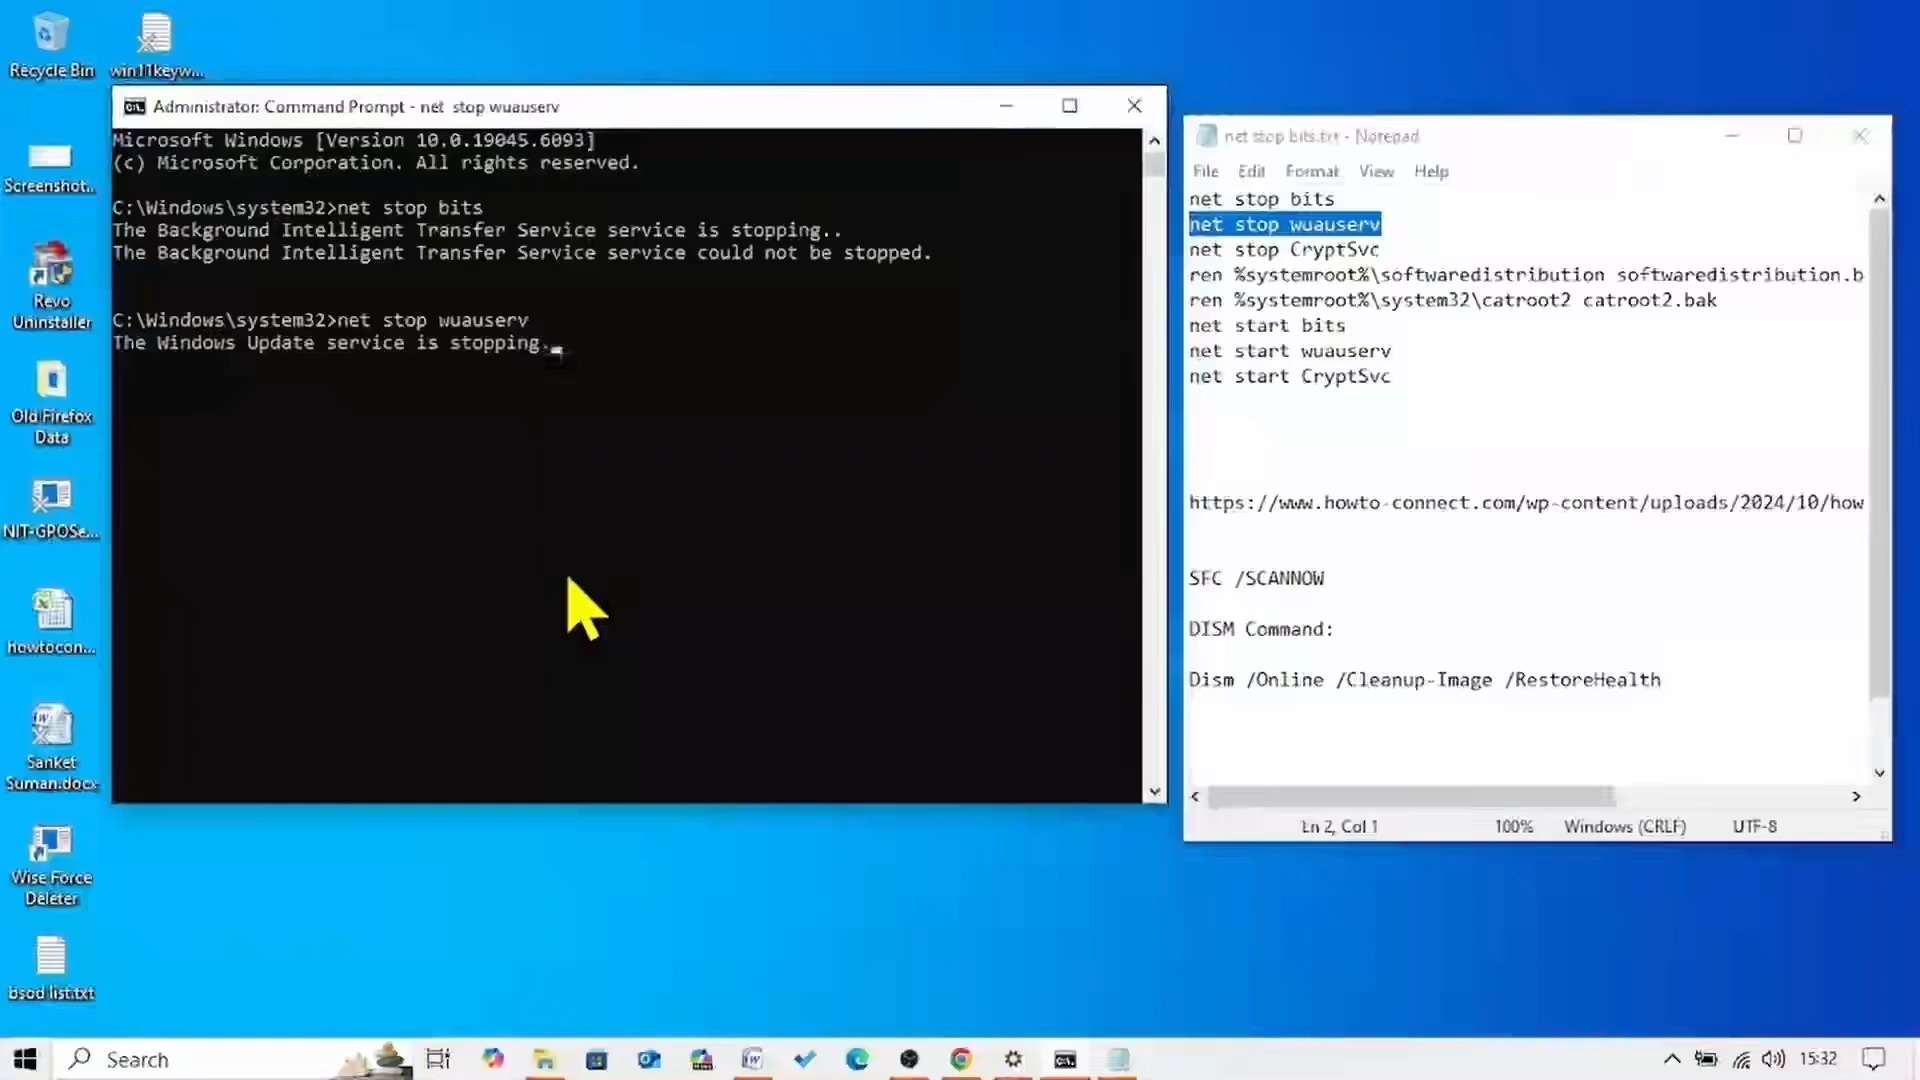 Recycle Bin
win11keyw...
Screenshot...
Revo
Uninstaller
Old Firefox
Data
NIT-GPOSe...
howtocon...
Sanket
Suman.docx
Wise Force
Deleter
bsod list.txt
Administrator: Command Prompt - net  stop wuauserv
Microsoft Windows [Version 10.0.19045.6093]
(c) Microsoft Corporation. All rights reserved.
C:\Windows\system32>net stop bits
The Background Intelligent Transfer Service service is stopping..
The Background Intelligent Transfer Service service could not be stopped.
C:\Windows\system32>net stop wuauserv
The Windows Update service is stopping.
net stop bits.txt - Notepad
File Edit Format View Help
net stop bits
net stop wuauserv
net stop CryptSvc
ren %systemroot%\softwaredistribution softwaredistribution.b
ren %systemroot%\system32\catroot2 catroot2.bak
net start bits
net start wuauserv
net start CryptSvc
https://www.howto-connect.com/wp-content/uploads/2024/10/how
SFC /SCANNOW
DISM Command:
Dism /Online /Cleanup-Image /RestoreHealth
Ln 2, Col 1 100% Windows (CRLF) UTF-8
Search
15:32